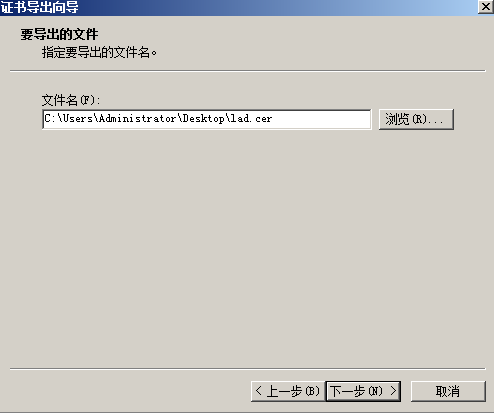 证书导出向导
要导出的文件
指定要导出的文件名。
文件名(F):
C:\Users\Administrator\Desktop\lad.cer
浏览(R)...
< 上一步(B)
下一步(N) >
取消